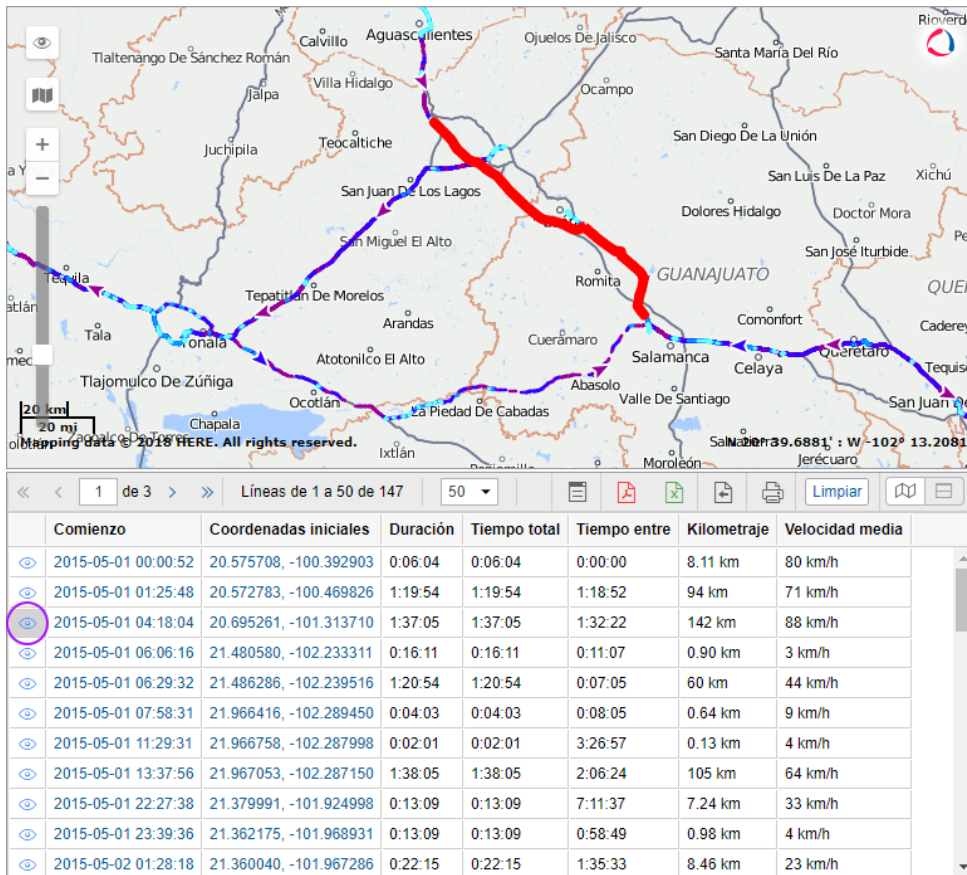 Rioverd
Aguascalientes
Calvillo
Ojuelos De Jalisco
Tlaltenango De Sánchez Román
Santa María Del Río
Villa Hidalgo
Ocampo
Jalpa
San Diego De La Unión
Teocaltiche
Juchipila
San Luis De La Paz
Xichú
San Juan De Los Lagos
Dolores Hidalgo
Doctor Mora
San Miguel El Alto
San José Iturbide
GUANAJUATO
Tequila
Romita
Tepatitlán De Morelos
Arandas
Comonfort
Tala
Tonalá
Cuerámaro
Querétaro
Atotonilco El Alto
Salamanca
Celaya
Tlajomulco De Zúñiga
Abasolo
Ocotlán
Valle De Santiago
San Juan De
20 km
La Piedad De Cabadas
20 mi
Chapala
Mapping data © 2018 HERE. All rights reserved.
: W -102° 13.2081
Ixtlán
Jerécuaro
Moroleón
1 de 3 Líneas de 1 a 50 de 147 50 Limpiar
Comienzo Coordenadas iniciales Duración Tiempo total Tiempo entre Kilometraje Velocidad media
2015-05-01 00:00:52 20.575708, -100.392903 0:06:04 0:06:04 0:00:00 8.11 km 80 km/h
2015-05-01 01:25:48 20.572783, -100.469826 1:19:54 1:19:54 1:18:52 94 km 71 km/h
2015-05-01 04:18:04 20.695261, -101.313710 1:37:05 1:37:05 1:32:22 142 km 88 km/h
2015-05-01 06:06:16 21.480580, -102.233311 0:16:11 0:16:11 0:11:07 0.90 km 3 km/h
2015-05-01 06:29:32 21.486286, -102.239516 1:20:54 1:20:54 0:07:05 60 km 44 km/h
2015-05-01 07:58:31 21.966416, -102.289450 0:04:03 0:04:03 0:08:05 0.64 km 9 km/h
2015-05-01 11:29:31 21.966758, -102.287998 0:02:01 0:02:01 3:26:57 0.13 km 4 km/h
2015-05-01 13:37:56 21.967053, -102.287150 1:38:05 1:38:05 2:06:24 105 km 64 km/h
2015-05-01 22:27:38 21.379991, -101.924998 0:13:09 0:13:09 7:11:37 7.24 km 33 km/h
2015-05-01 23:39:36 21.362175, -101.968931 0:13:09 0:13:09 0:58:49 0.98 km 4 km/h
2015-05-02 01:28:18 21.360040, -101.967286 0:22:15 0:22:15 1:35:33 8.46 km 23 km/h